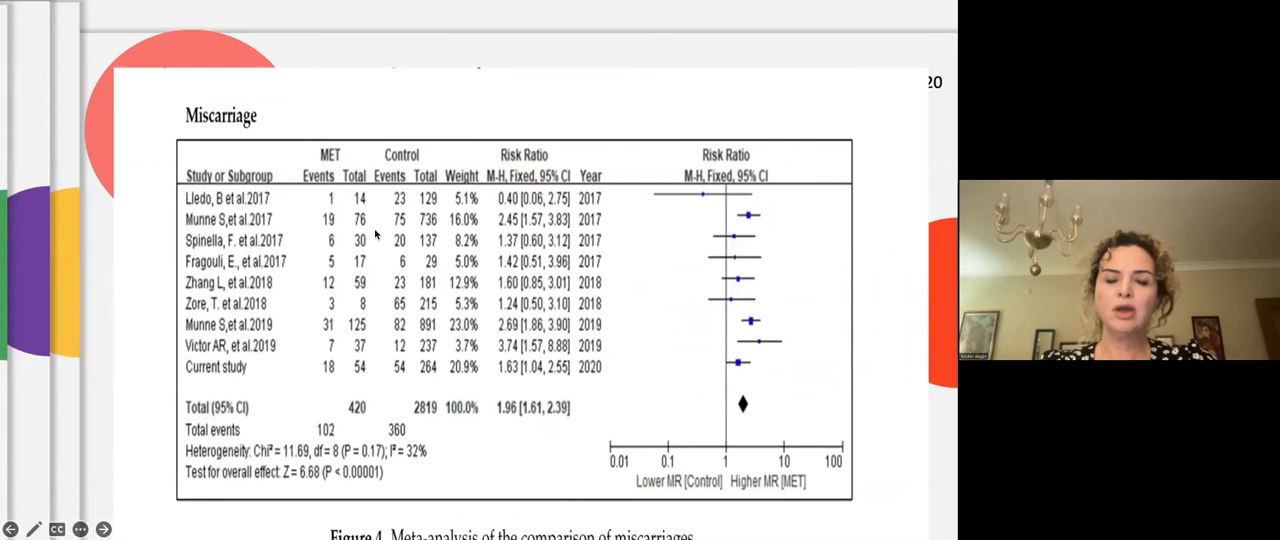 20
Miscarriage
MET Control Risk Ratio Risk Ratio
Study or Subgroup Events Total Events Total Weight M-H, Fixed, 95% CI Year M-H, Fixed, 95% CI
Lledo, B et al.2017 1 14 23 129 5.1% 0.40 [0.06, 2.75] 2017
Munne S,et al.2017 19 76 75 736 16.0% 2.45 [1.57, 3.83] 2017
Spinella, F. et al.2017 6 30 20 137 8.2% 1.37 [0.60, 3.12] 2017
Fragouli, E., et al.2017 5 17 6 29 5.0% 1.42 [0.51, 3.96] 2017
Zhang L, et al.2018 12 59 23 181 12.9% 1.60 [0.85, 3.01] 2018
Zore, T. et al.2018 3 8 65 215 5.3% 1.24 [0.50, 3.10] 2018
Munne S,et al.2019 31 125 82 891 23.0% 2.69 [1.86, 3.90] 2019
Victor AR, et al.2019 7 37 12 237 3.7% 3.74 [1.57, 8.88] 2019
Current study 18 54 54 264 20.9% 1.63 [1.04, 2.55] 2020
Total (95% CI) 420 2819 100.0% 1.96 [1.61, 2.39]
Total events 102 360
Heterogeneity: Chi² = 11.69, df = 8 (P = 0.17); I² = 32%
Test for overall effect: Z = 6.68 (P < 0.00001)
0.01 0.1 1 10 100
Lower MR [Control] Higher MR [MET]
Figure 4. Meta-analysis of the comparison of miscarriages
CC